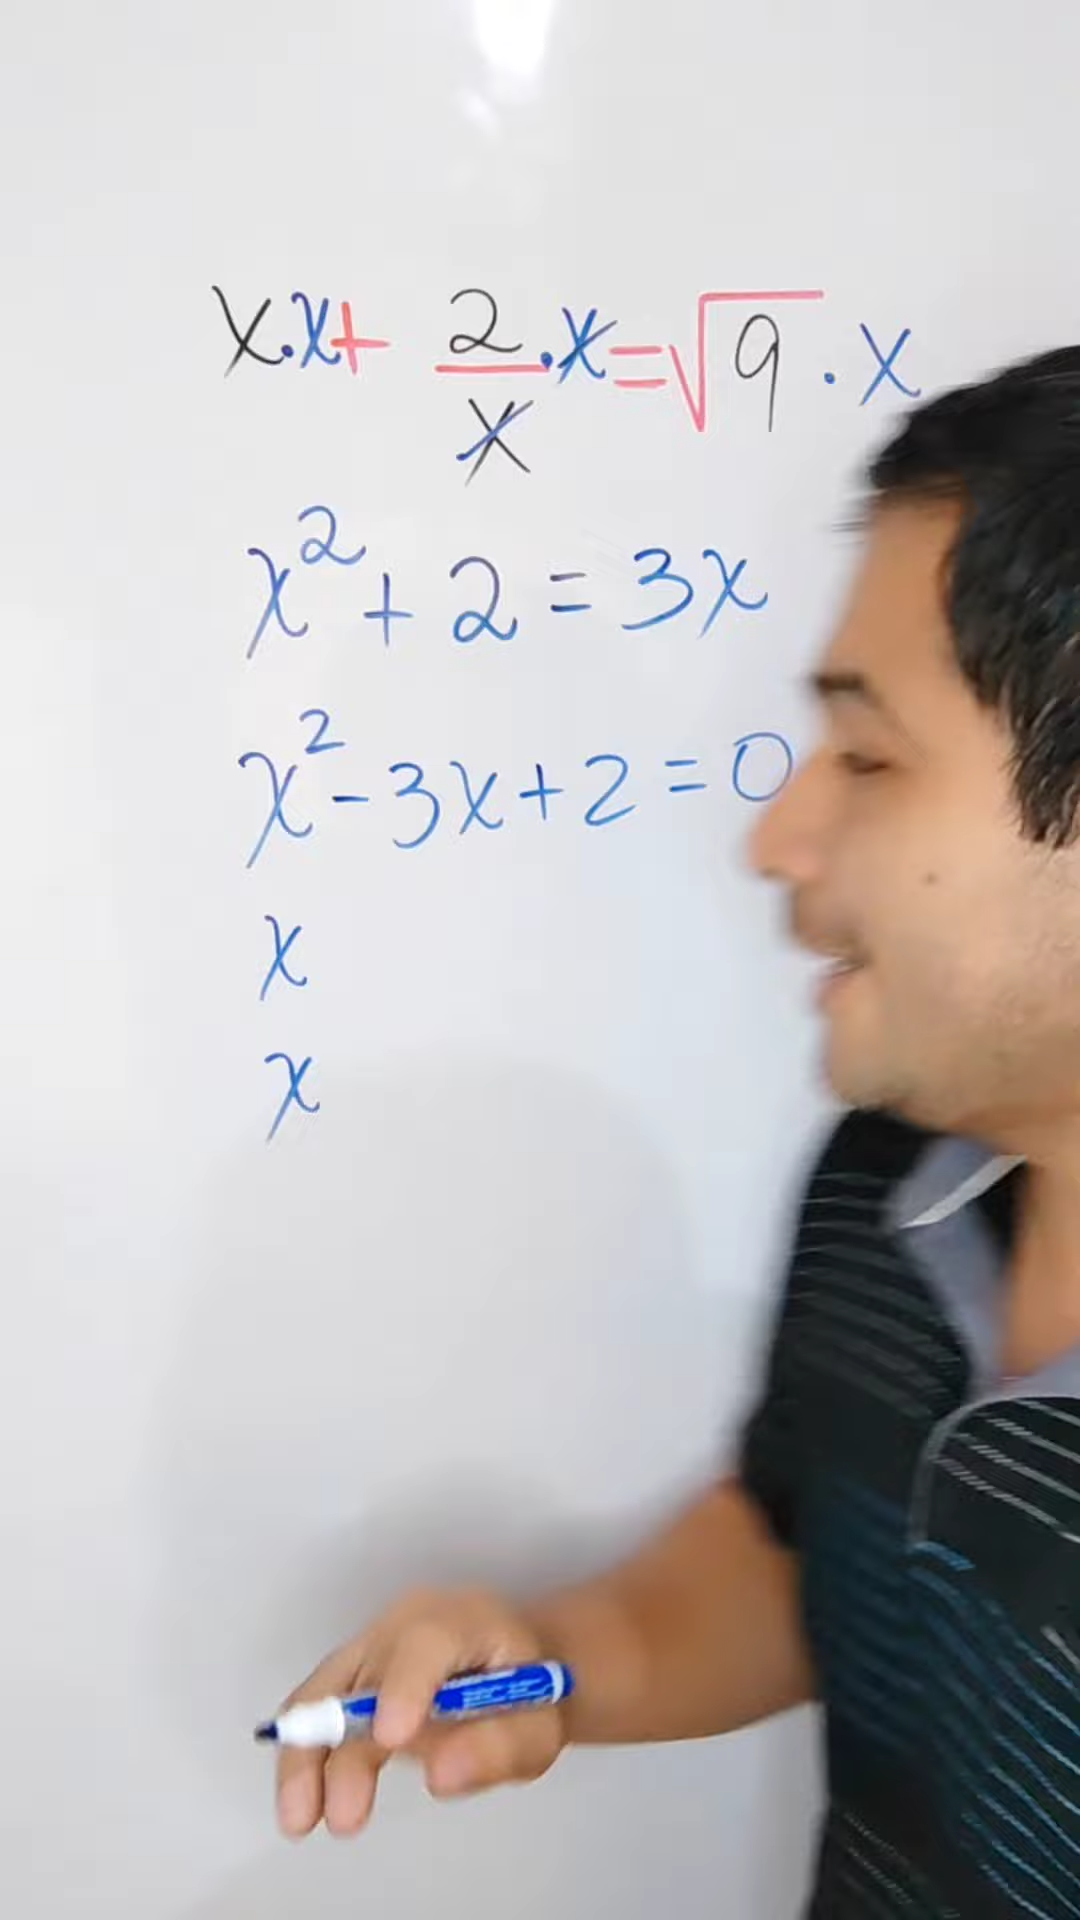 x·x + 2/x ·x = √9 · x
x² + 2 = 3x
x² - 3x + 2 = 0
x
x